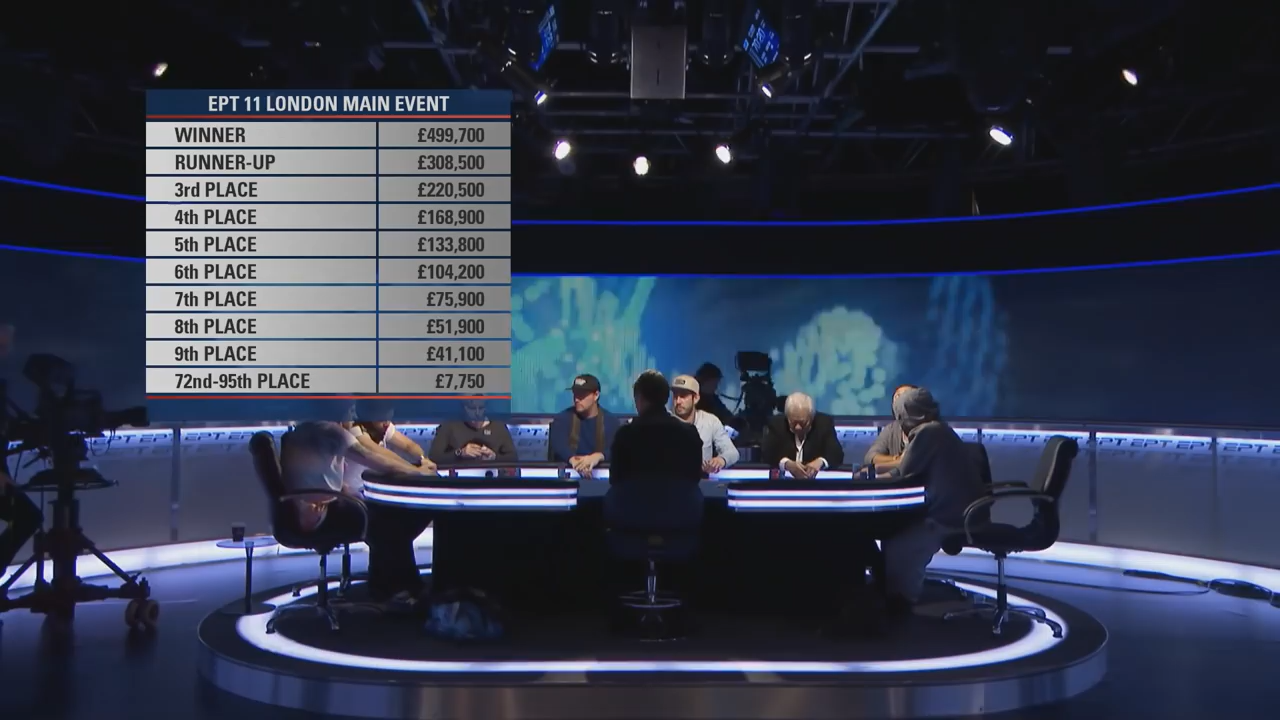 EPT 11 LONDON MAIN EVENT
WINNER £499,700
RUNNER-UP £308,500
3rd PLACE £220,500
4th PLACE £168,900
5th PLACE £133,800
6th PLACE £104,200
7th PLACE £75,900
8th PLACE £51,900
9th PLACE £41,100
72nd-95th PLACE £7,750